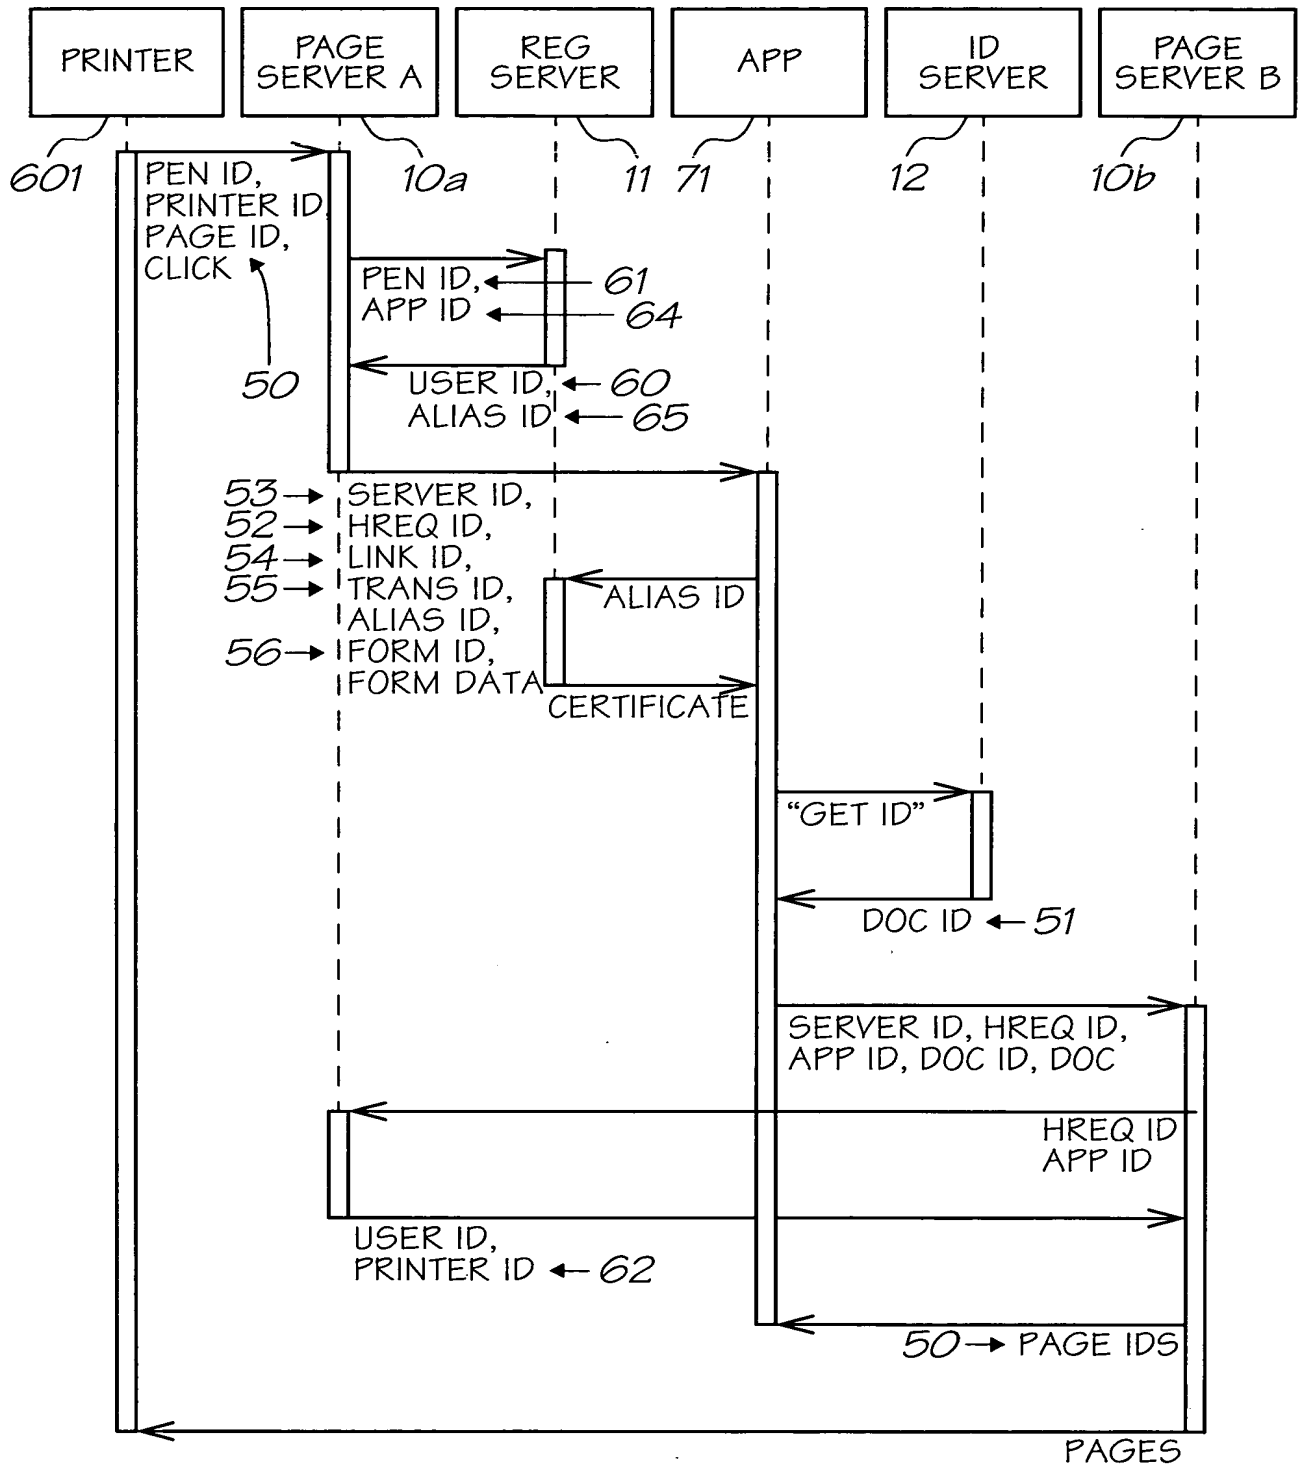 PRINTER
PAGE
SERVER A
REG
SERVER
APP
ID
SERVER
PAGE
SERVER B
601
10a
11
71
12
10b
PEN ID,
PRINTER ID
PAGE ID,
CLICK
50
PEN ID, 61
APP ID 64
USER ID, 60
ALIAS ID 65
53 SERVER ID,
52 HREQ ID,
54 LINK ID,
55 TRANS ID,
ALIAS ID,
56 FORM ID,
FORM DATA
ALIAS ID
CERTIFICATE
“GET ID”
DOC ID 51
SERVER ID, HREQ ID,
APP ID, DOC ID, DOC
HREQ ID
APP ID
USER ID,
PRINTER ID 62
50 PAGE IDS
PAGES